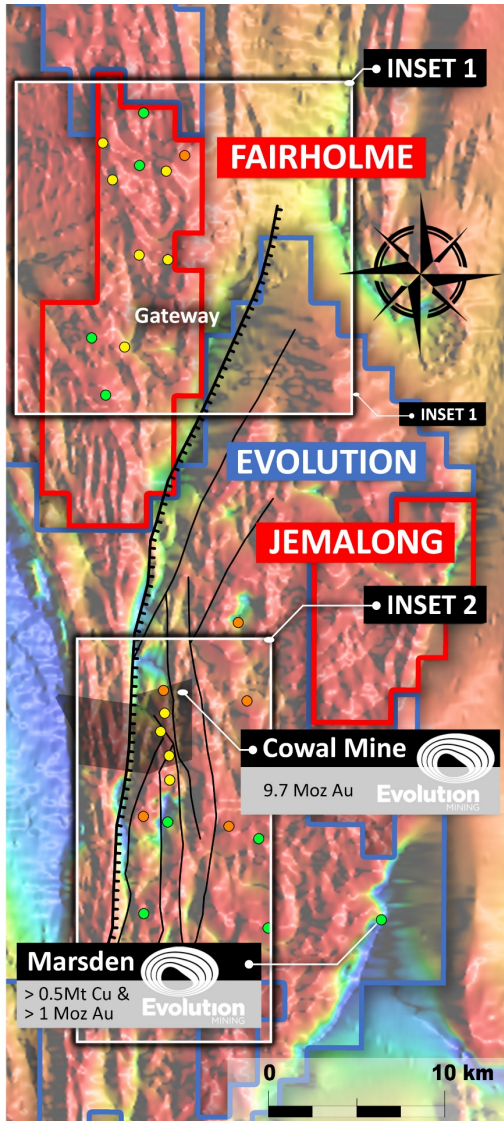 INSET 1
FAIRHOLME
Gateway
INSET 1
EVOLUTION
JEMALONG
INSET 2
Cowal Mine
9.7 Moz Au
Evolution
MINING
Marsden
> 0.5Mt Cu &
> 1 Moz Au
Evolution
MINING
0 10 km